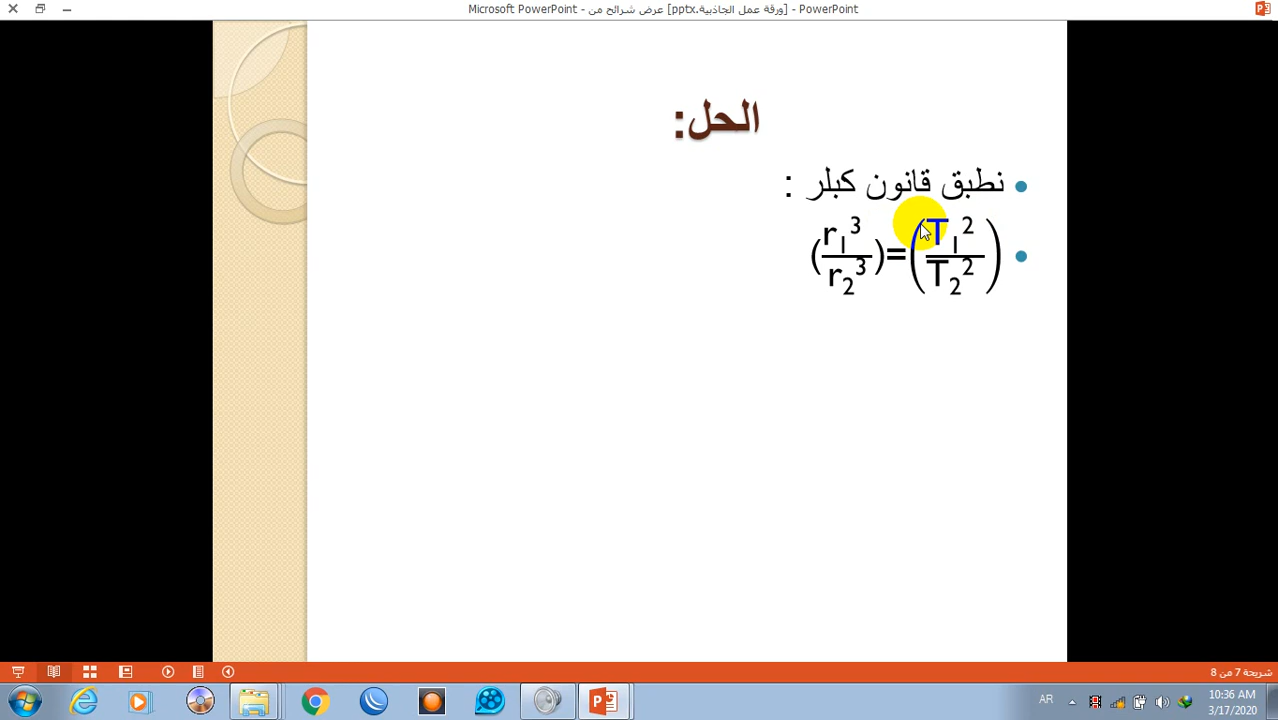 Microsoft PowerPoint - [ورقة عمل الجاذبية.pptx] عرض شرائح من - PowerPoint
الحل:
نطبق قانون كبلر :
(r₁³/r₂³)=(T₁²/T₂²)
شريحة 7 من 8
AR
10:36 AM
3/17/2020